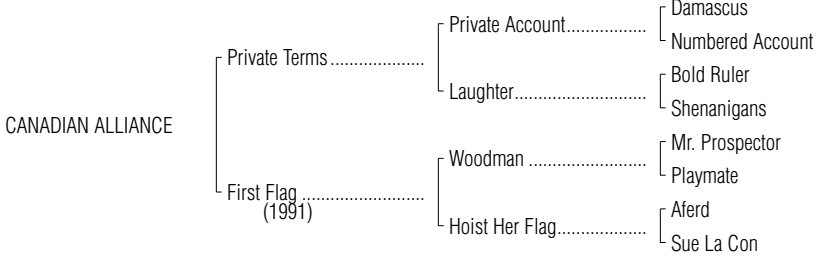 Damascus
Private Account.................
Numbered Account
Private Terms....................
Bold Ruler
Laughter............................
Shenanigans
CANADIAN ALLIANCE
Mr. Prospector
Woodman .........................
Playmate
First Flag ..........................
(1991)
Aferd
Hoist Her Flag...................
Sue La Con